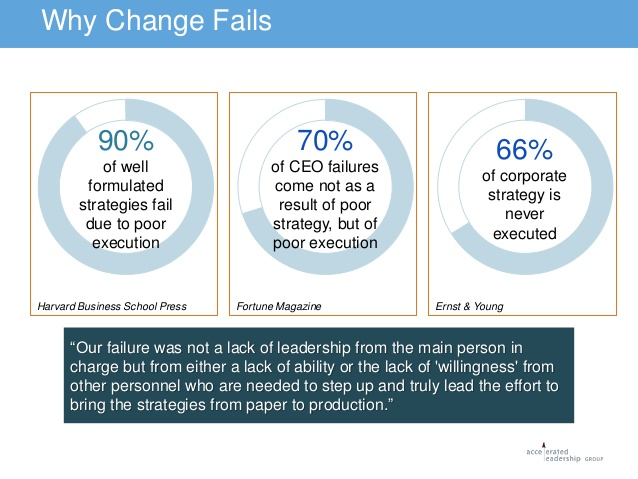 Why Change Fails
90%
of well
formulated
strategies fail
due to poor
execution
Harvard Business School Press
70%
of CEO failures
come not as a
result of poor
strategy, but of
poor execution
Fortune Magazine
66%
of corporate
strategy is
never
executed
Ernst & Young
“Our failure was not a lack of leadership from the main person in
charge but from either a lack of ability or the lack of 'willingness' from
other personnel who are needed to step up and truly lead the effort to
bring the strategies from paper to production.”
accelerated
leadership GROUP